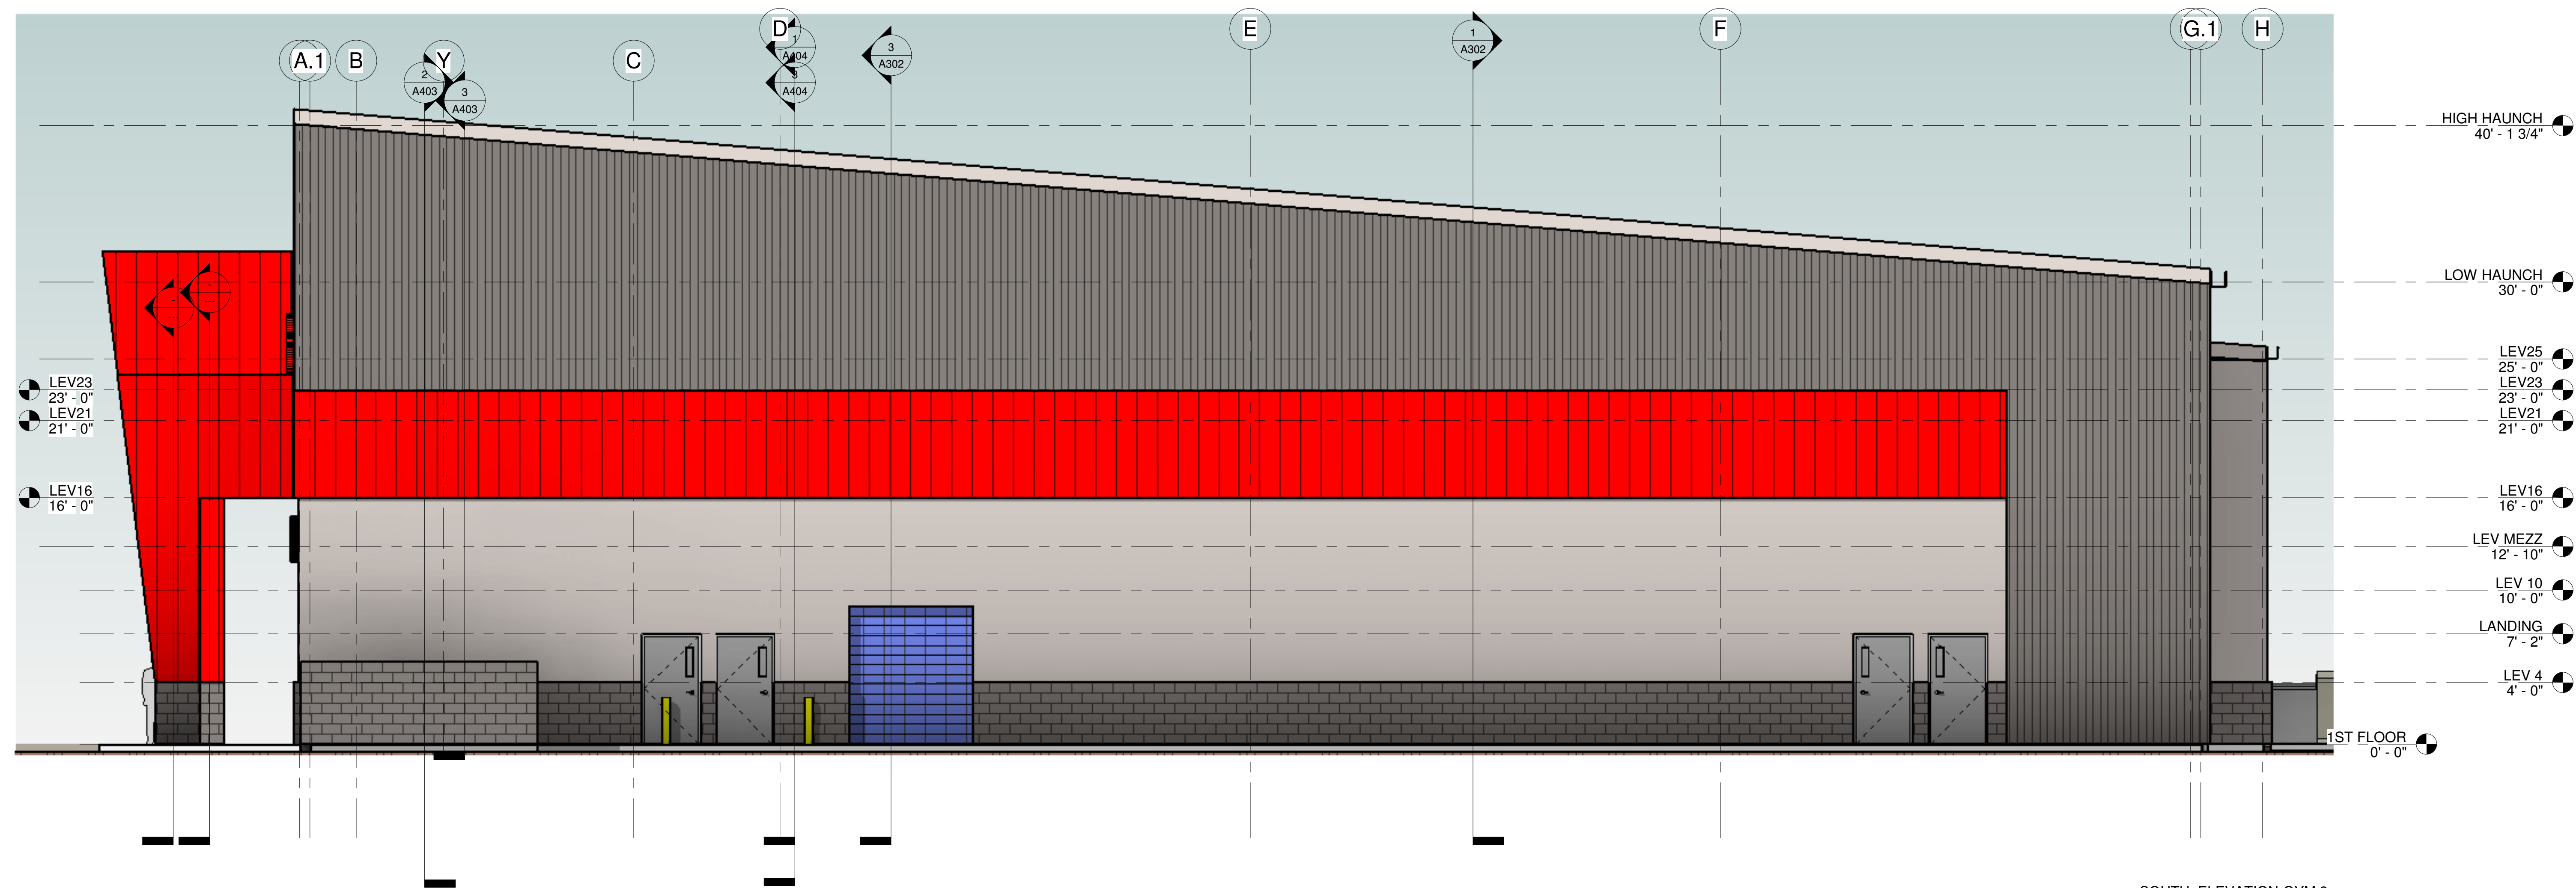 A.1
B
Y
C
D
E
F
G.1
H
2
A403
3
A403
1
A404
3
A404
3
A302
1
A302
HIGH HAUNCH
40' - 1 3/4"
LOW HAUNCH
30' - 0"
LEV25
25' - 0"
LEV23
23' - 0"
LEV23
23' - 0"
LEV21
21' - 0"
LEV21
21' - 0"
LEV16
16' - 0"
LEV16
16' - 0"
LEV MEZZ
12' - 10"
LEV 10
10' - 0"
LANDING
7' - 2"
LEV 4
4' - 0"
1ST FLOOR
0' - 0"